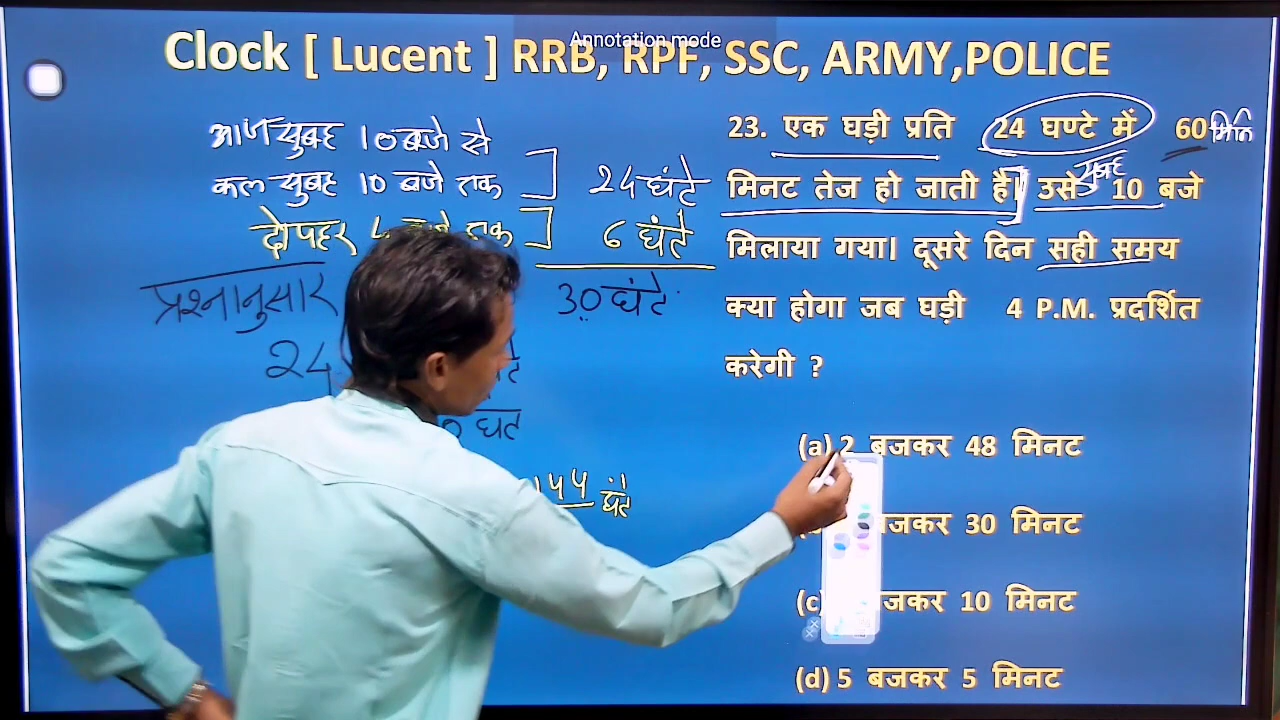 Annotation mode
Clock [ Lucent ] RRB, RPF, SSC, ARMY,POLICE
आज सुबह 10 बजे से
कल सुबह 10 बजे तक ] 24 घंटे
दोपहर तक ] 6 घंटे
30 घंटे
प्रश्नानुसार
24
घंटे
144 घंटे
23. एक घड़ी प्रति 24 घण्टे में 60 मिनट
सुबह
मिनट तेज हो जाती है। उसे 10 बजे
मिलाया गया। दूसरे दिन सही समय
क्या होगा जब घड़ी 4 P.M. प्रदर्शित
करेगी ?
(a) 2 बजकर 48 मिनट
बजकर 30 मिनट
(c) बजकर 10 मिनट
(d) 5 बजकर 5 मिनट